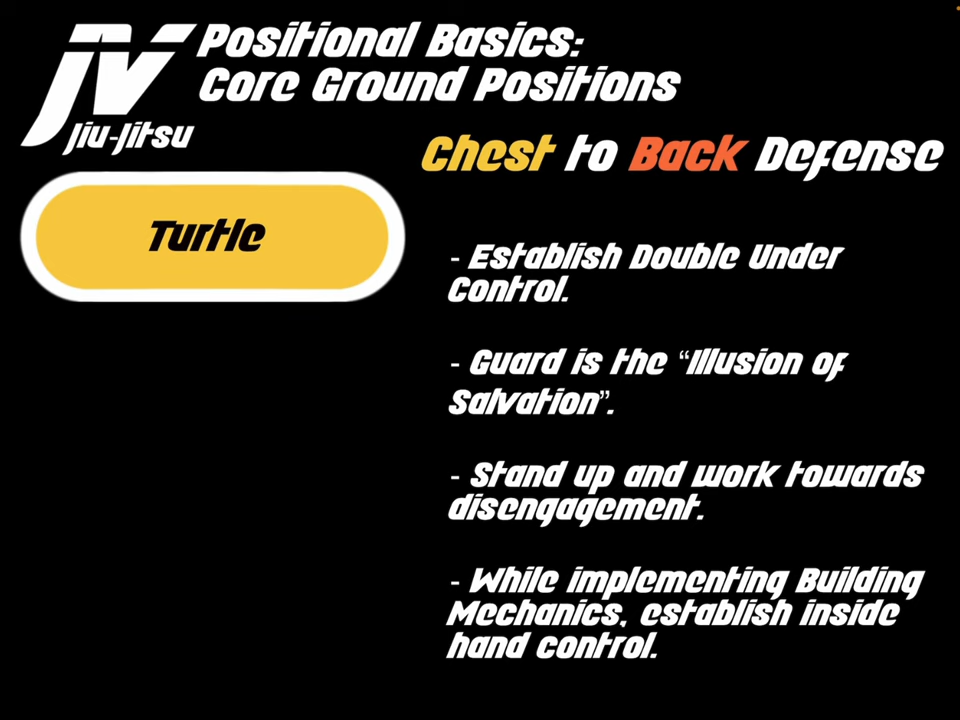 JV
Jiu-Jitsu
Positional Basics:
Core Ground Positions
Chest to Back Defense
Turtle
- Establish Double Under
Control.
- Guard is the “Illusion of
Salvation”.
- Stand up and work towards
disengagement.
- While implementing Building
Mechanics, establish inside
hand control.